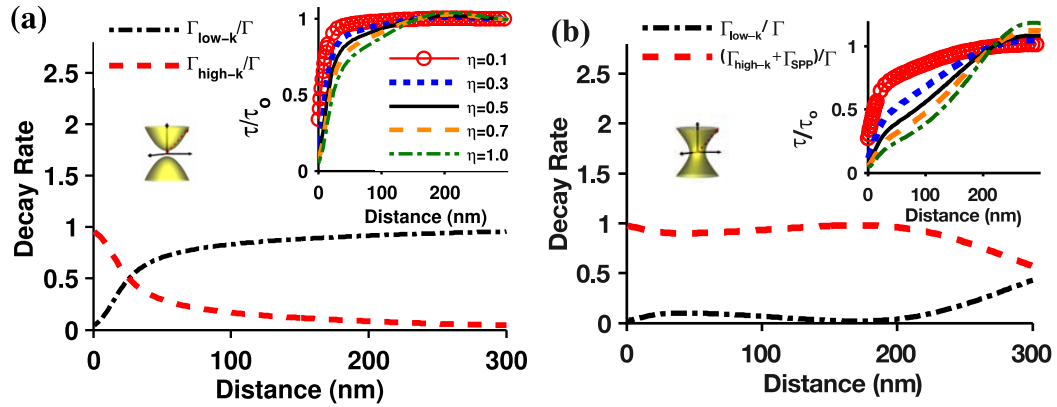 (a)
Γlow-k/Γ
Γhigh-k/Γ
Decay Rate
2.5
2
1.5
1
0.5
0
0
100
200
300
Distance (nm)
τ/τo
1
0.5
0
0
100
200
Distance (nm)
η=0.1
η=0.3
η=0.5
η=0.7
η=1.0
(b)
Γlow-k/Γ
(Γhigh-k+ΓSPP)/Γ
Decay Rate
2.5
2
1.5
1
0.5
0
0
100
200
300
Distance (nm)
τ/τo
1
0.5
0
0
100
200
Distance (nm)